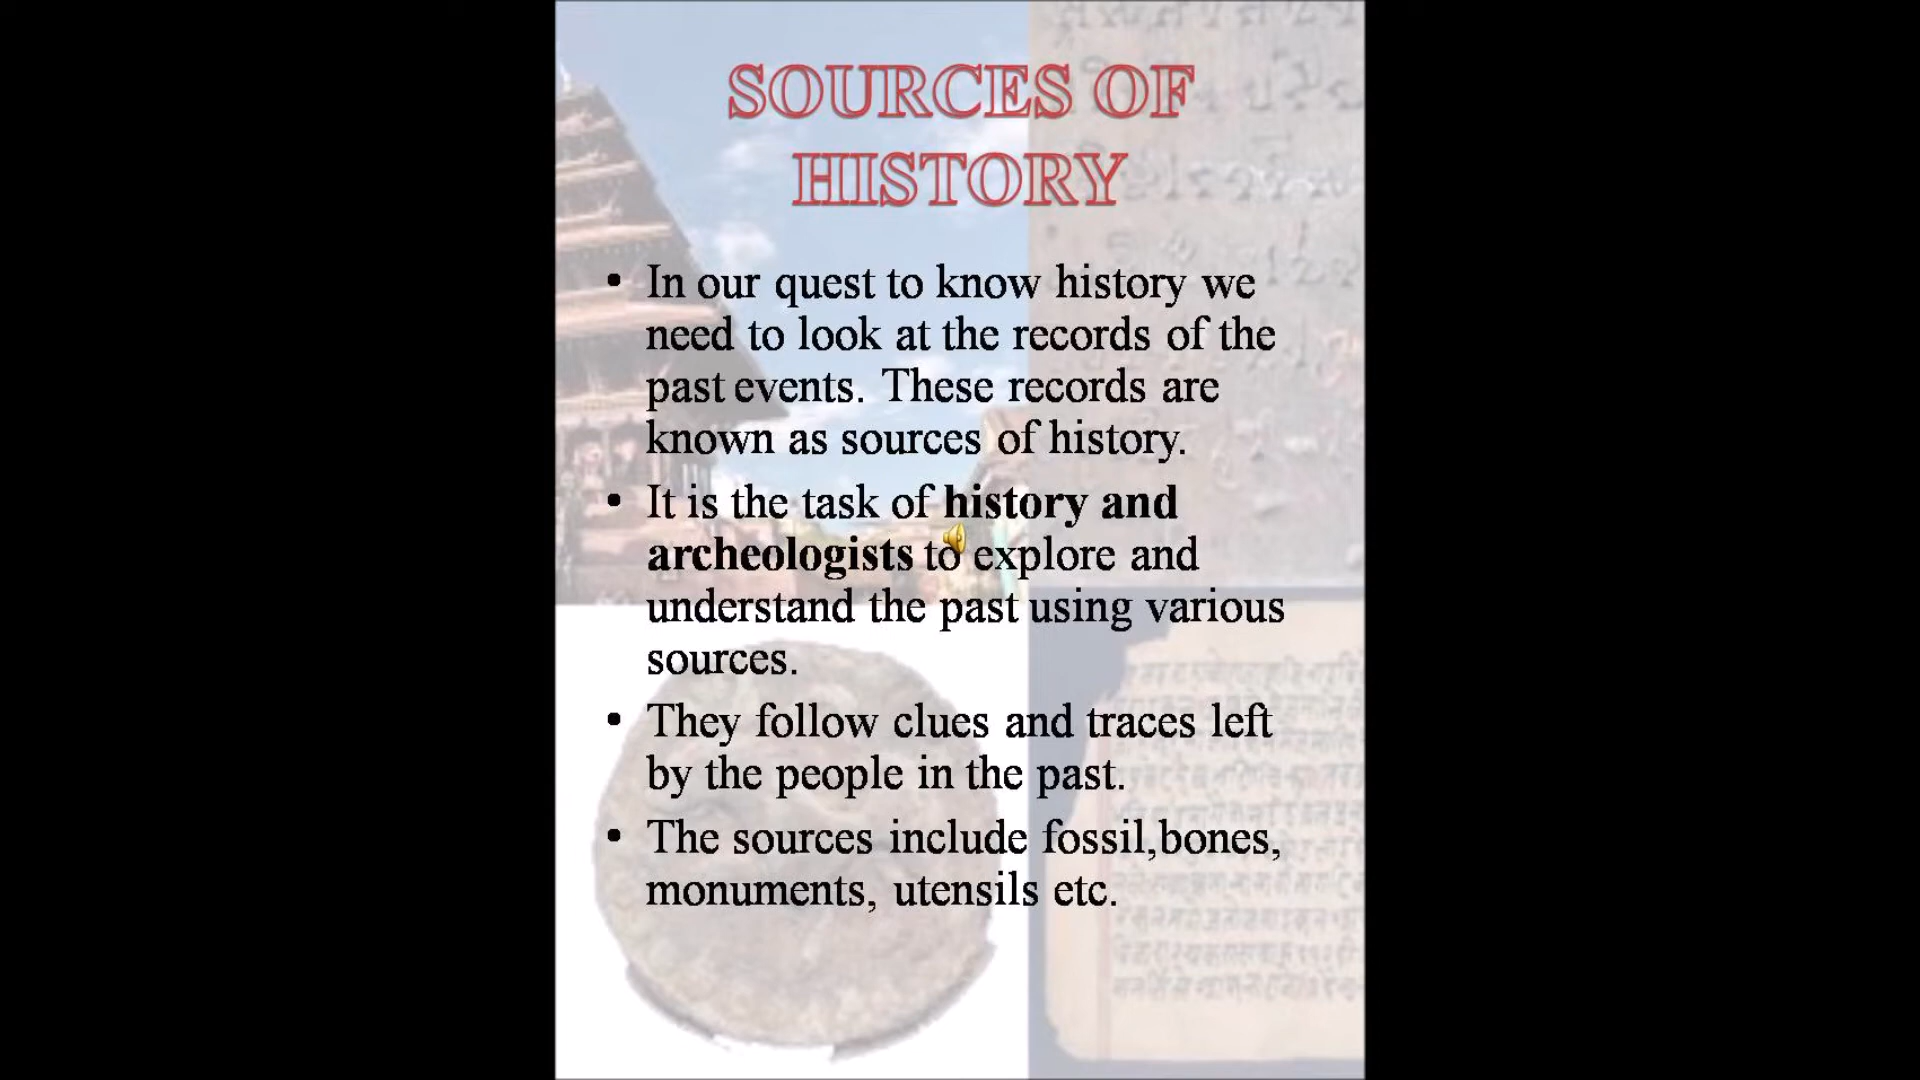 SOURCES OF
HISTORY
• In our quest to know history we
need to look at the records of the
past events. These records are
known as sources of history.
• It is the task of history and
archeologists to explore and
understand the past using various
sources.
• They follow clues and traces left
by the people in the past.
• The sources include fossil,bones,
monuments, utensils etc.